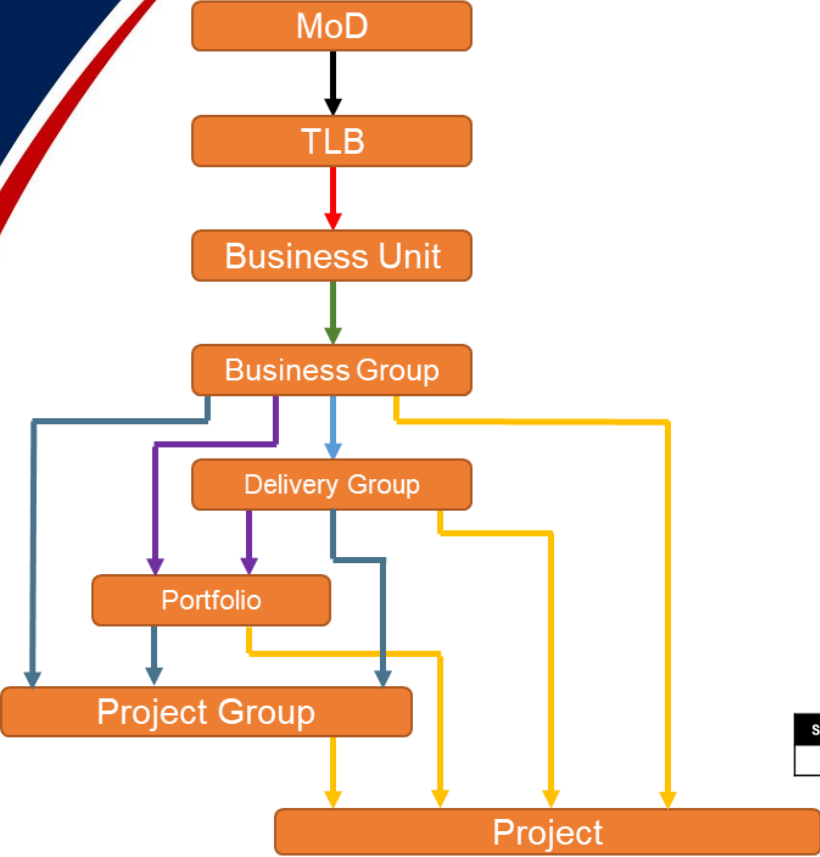 MoD
TLB
Business Unit
Business Group
Delivery Group
Portfolio
Project Group
S
Project